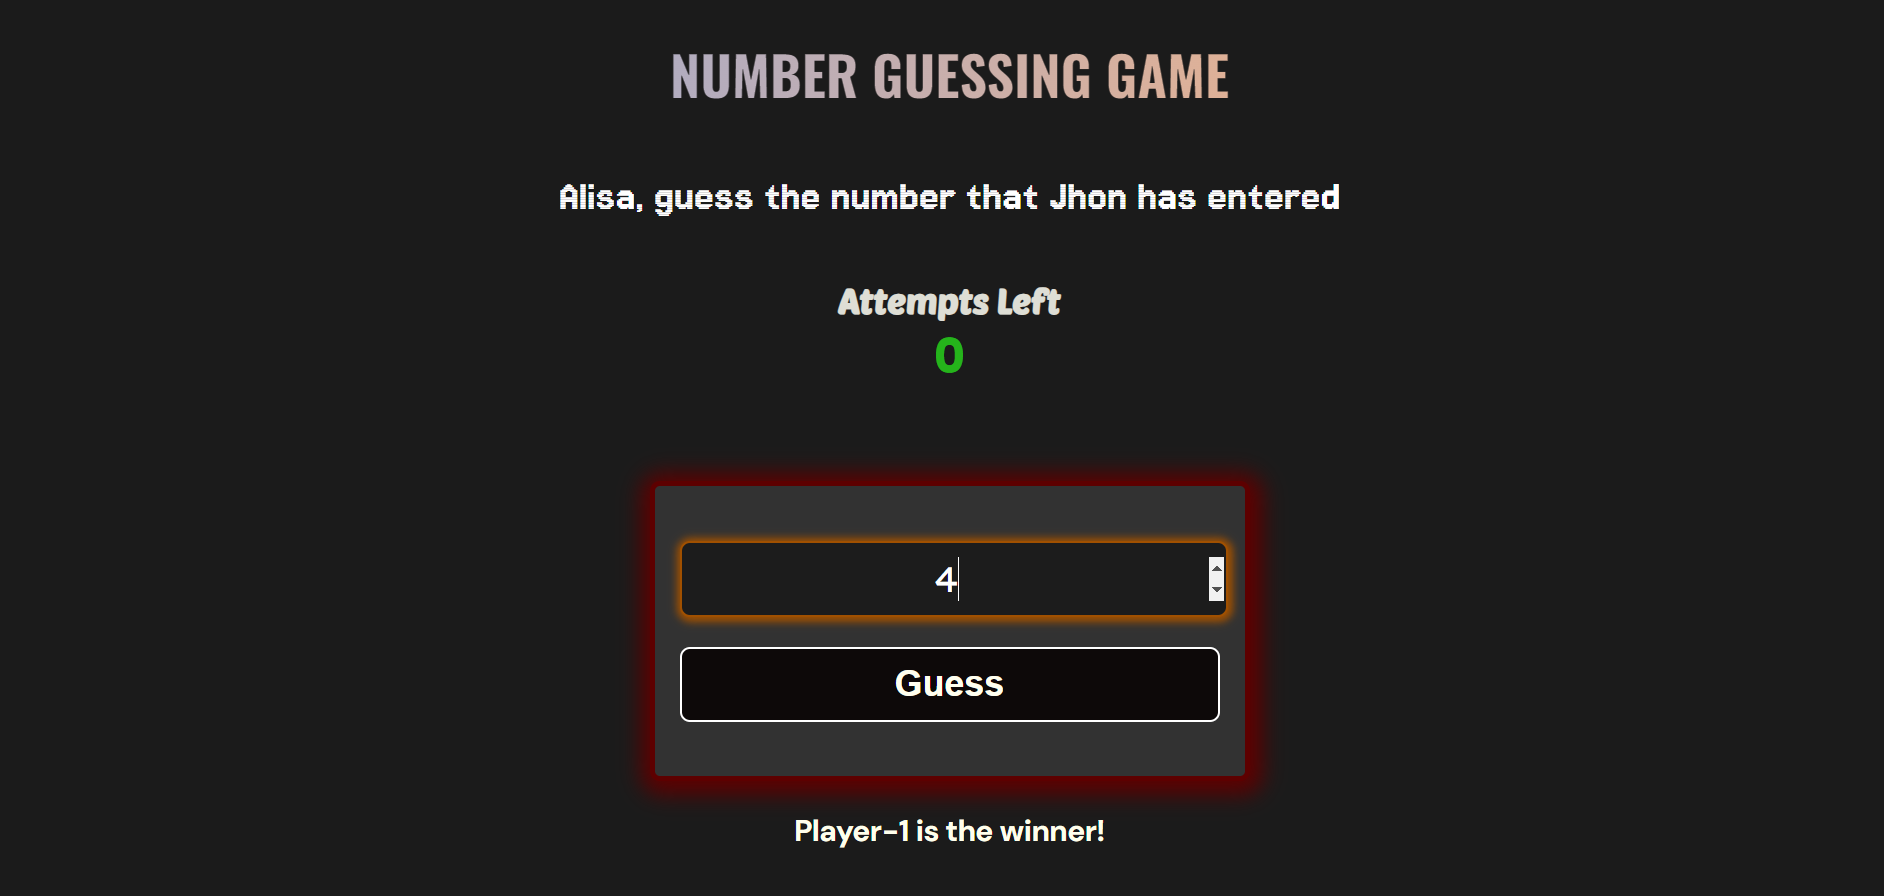 NUMBER GUESSING GAME
Alisa, guess the number that Jhon has entered
Attempts Left
0
4
Guess
Player-1 is the winner!